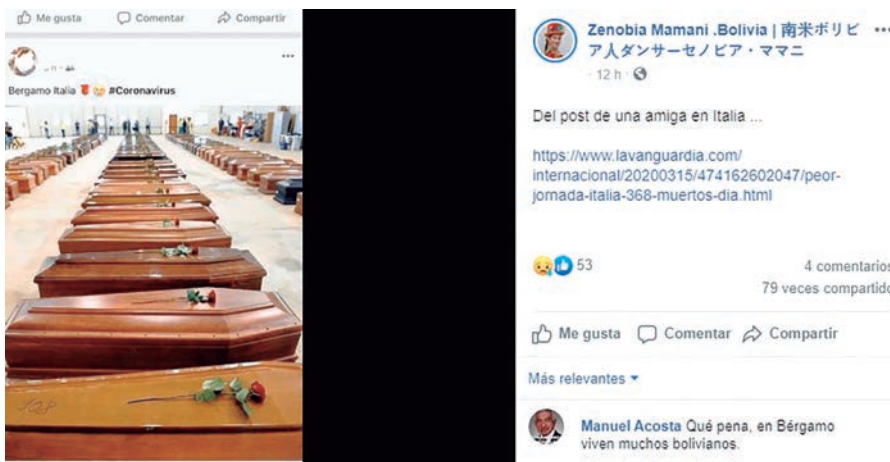 Me gusta Comentar Compartir
Bergamo Italia #Coronavirus
108
Zenobia Mamani .Bolivia | 南米ボリビ
ア人ダンサーセノビア・ママニ
12 h
Del post de una amiga en Italia ...
https://www.lavanguardia.com/
internacional/20200315/474162602047/peor-
jornada-italia-368-muertos-dia.html
53
4 comentarios
79 veces compartido
Me gusta Comentar Compartir
Más relevantes
Manuel Acosta Qué pena, en Bérgamo
viven muchos bolivianos.